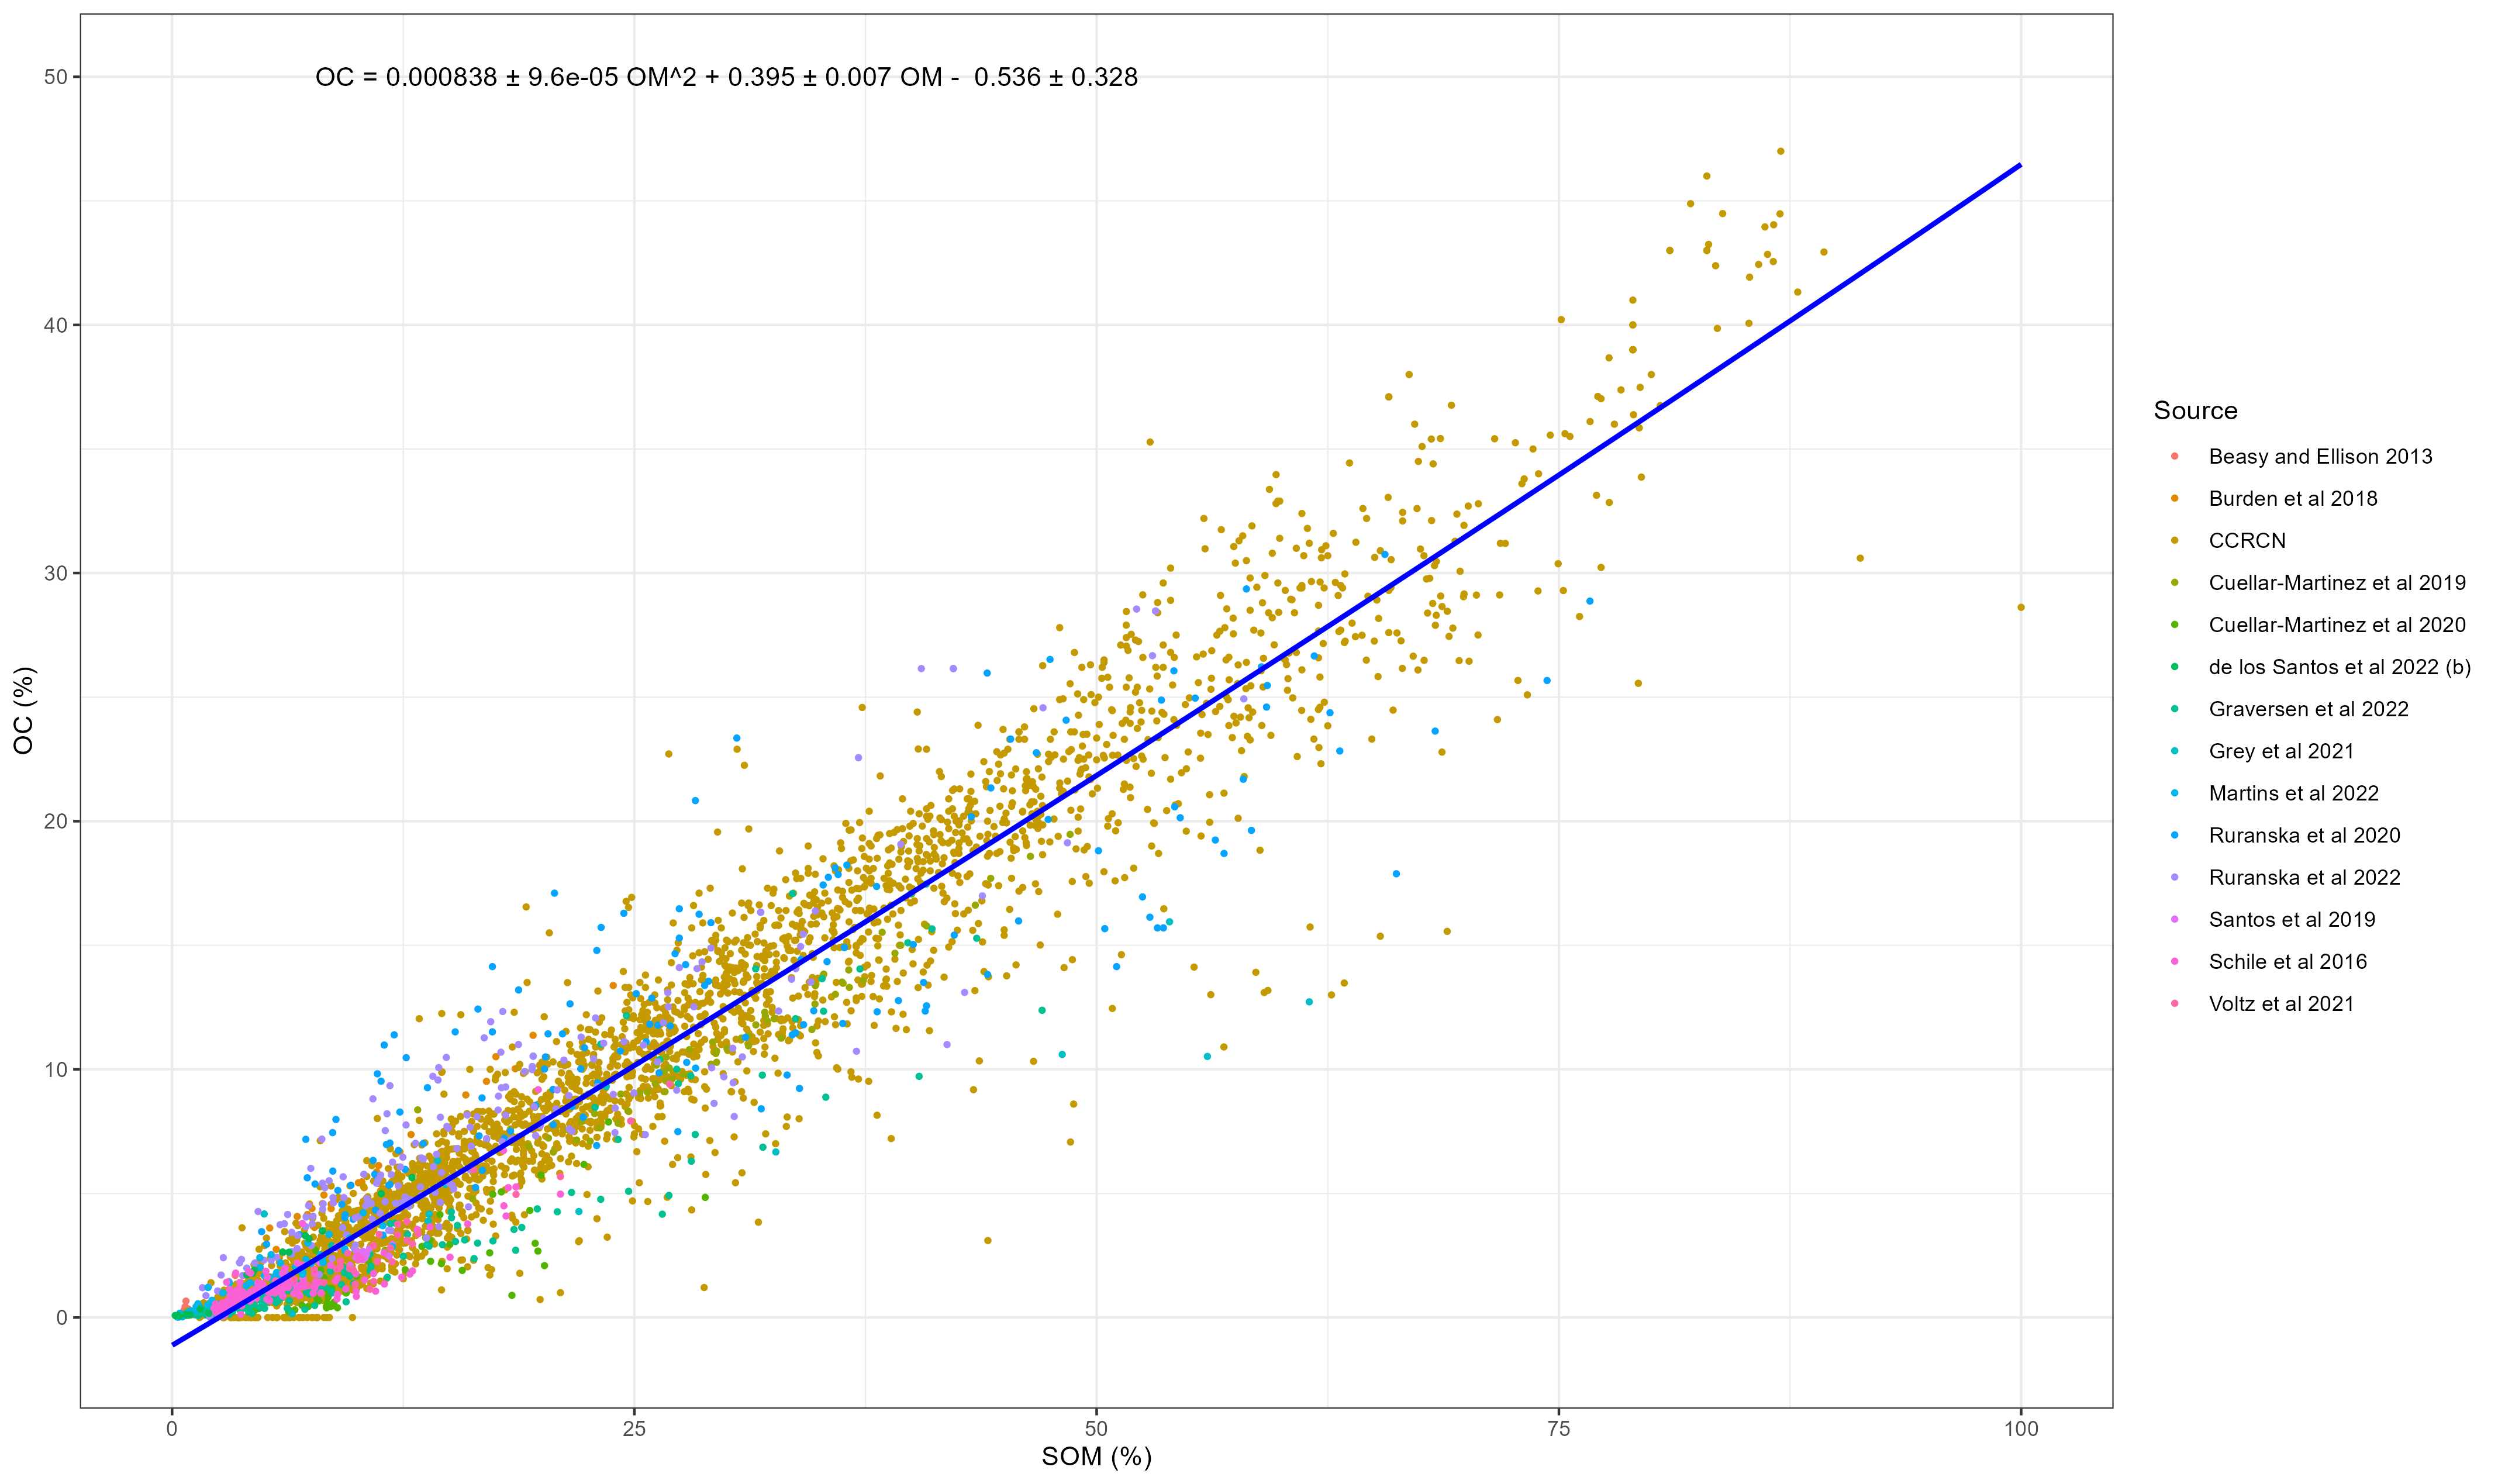 OC = 0.000838 ± 9.6e-05 OM^2 + 0.395 ± 0.007 OM -  0.536 ± 0.328
50
40
30
20
10
0
OC (%)
0 25 50 75 100
SOM (%)
Source
Beasy and Ellison 2013
Burden et al 2018
CCRCN
Cuellar-Martinez et al 2019
Cuellar-Martinez et al 2020
de los Santos et al 2022 (b)
Graversen et al 2022
Grey et al 2021
Martins et al 2022
Ruranska et al 2020
Ruranska et al 2022
Santos et al 2019
Schile et al 2016
Voltz et al 2021